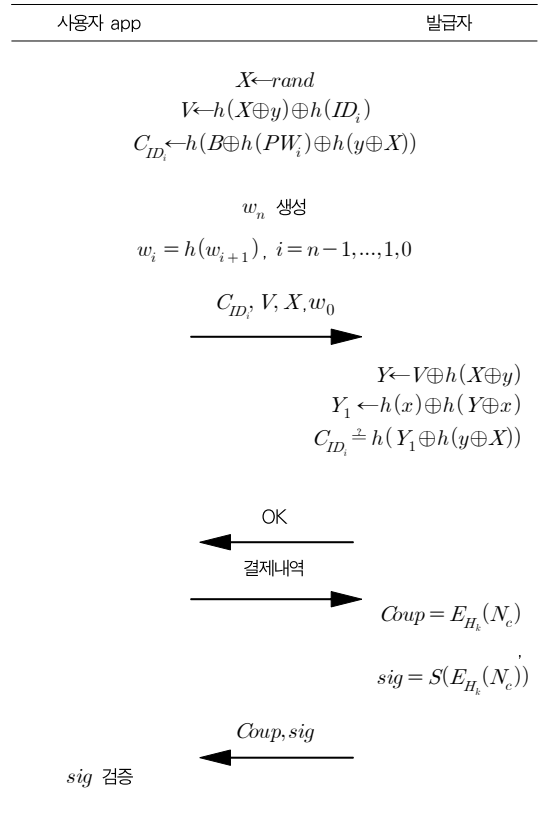 사용자 app 발급자
X←rand
V←h(X⊕y)⊕h(ID_i)
C_{ID_i}←h(B⊕h(PW_i)⊕h(y⊕X))
w_n 생성
w_i = h(w_{i+1}), i = n-1,...,1,0
C_{ID_i}, V, X, w_0
Y←V⊕h(X⊕y)
Y_1←h(x)⊕h(Y⊕x)
C_{ID_i} ≟ h(Y_1⊕h(y⊕X))
OK
결제내역
Coup = E_{H_k}(N_c)
,
sig = S(E_{H_k}(N_c))
Coup, sig
sig 검증